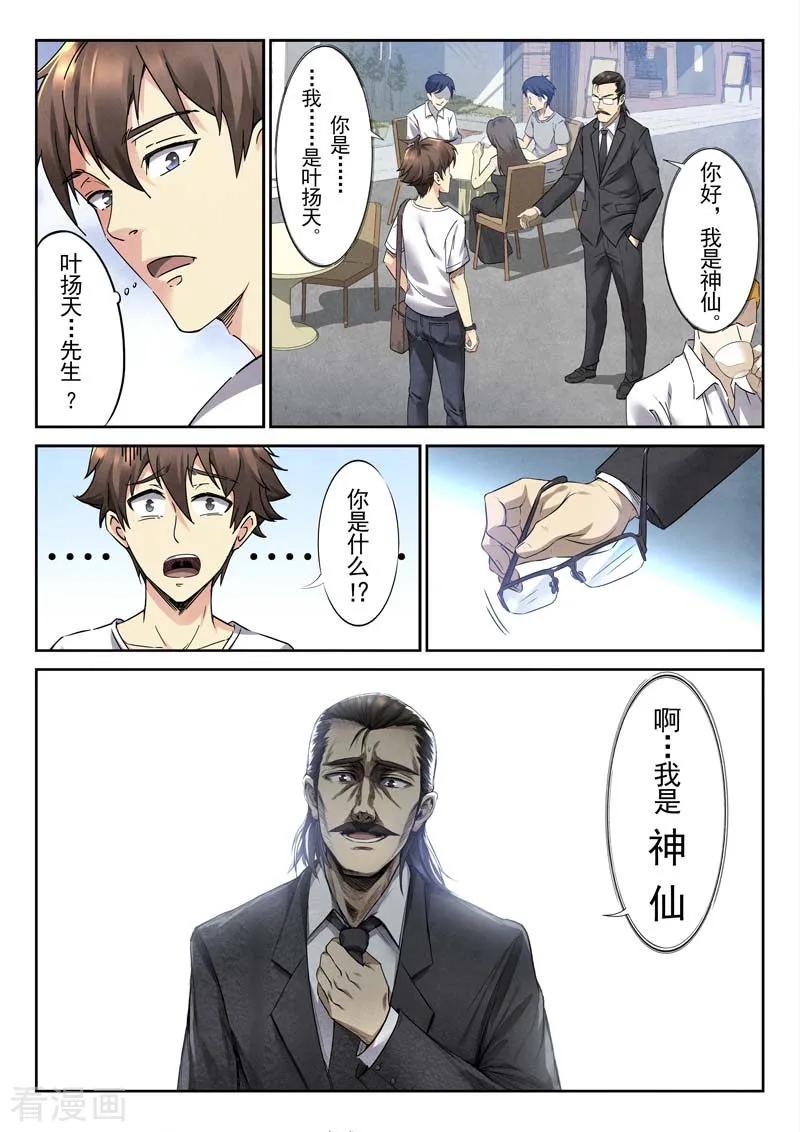 你好，我是神仙。
你是……
…我……是叶扬天。
叶扬天…先生？
你是什么!?
……
……
啊…我是
神仙
看漫画